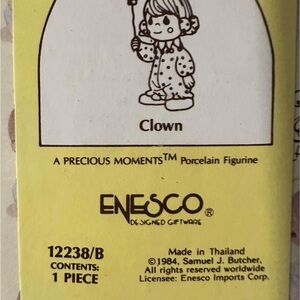 Clown
A PRECIOUS MOMENTS™ Porcelain Figurine
ENESCO®
DESIGNED GIFTWARE
12238/B
CONTENTS:
1 PIECE
Made in Thailand
©1984, Samuel J. Butcher.
All rights reserved worldwide
Licensee: Enesco Imports Corp.